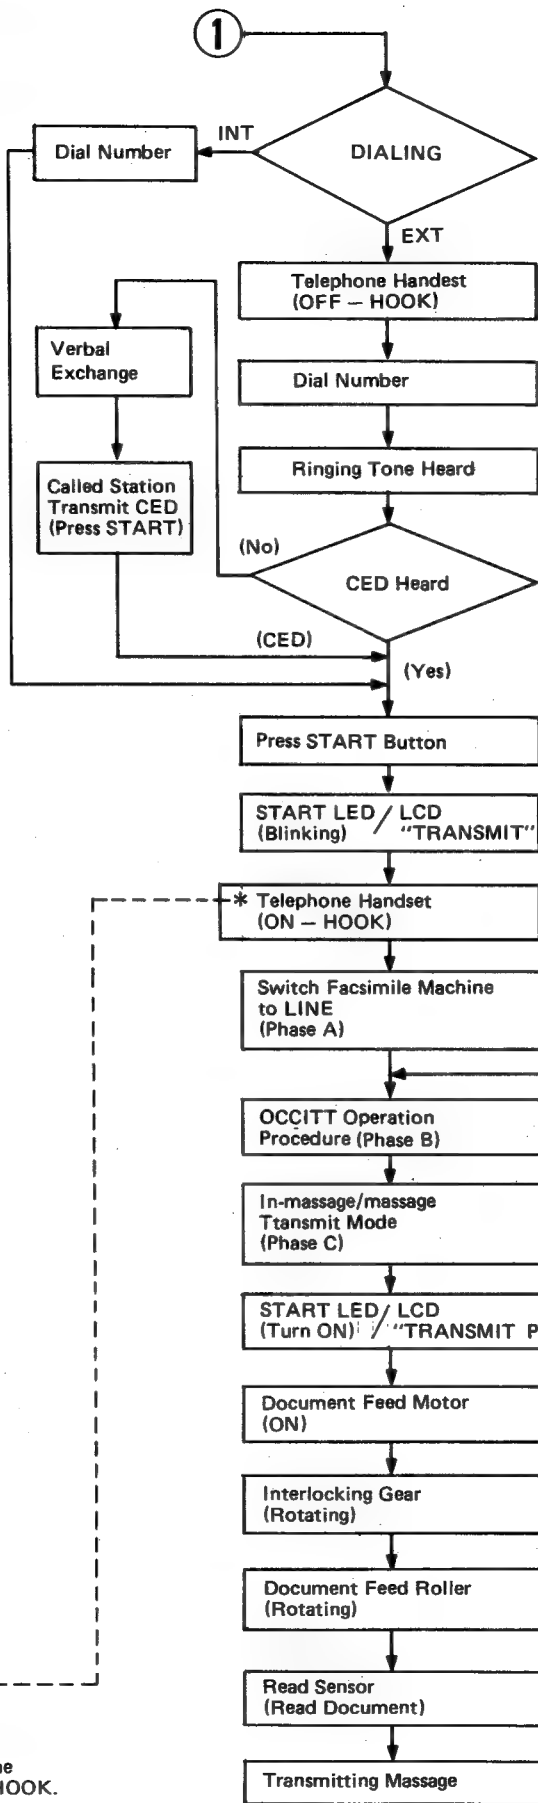 1
DIALING
INT
Dial Number
EXT
Telephone Handest
(OFF — HOOK)
Verbal
Exchange
Dial Number
Ringing Tone Heard
Called Station
Transmit CED
(Press START)
(No)
CED Heard
(CED)
(Yes)
Press START Button
START LED / LCD
(Blinking) "TRANSMIT"
* Telephone Handset
(ON — HOOK)
Switch Facsimile Machine
to LINE
(Phase A)
OCCITT Operation
Procedure (Phase B)
In-massage/massage
Ttansmit Mode
(Phase C)
START LED / LCD
(Turn ON) "TRANSMIT P
Document Feed Motor
(ON)
Interlocking Gear
(Rotating)
Document Feed Roller
(Rotating)
Read Sensor
(Read Document)
HOOK.
Transmitting Massage